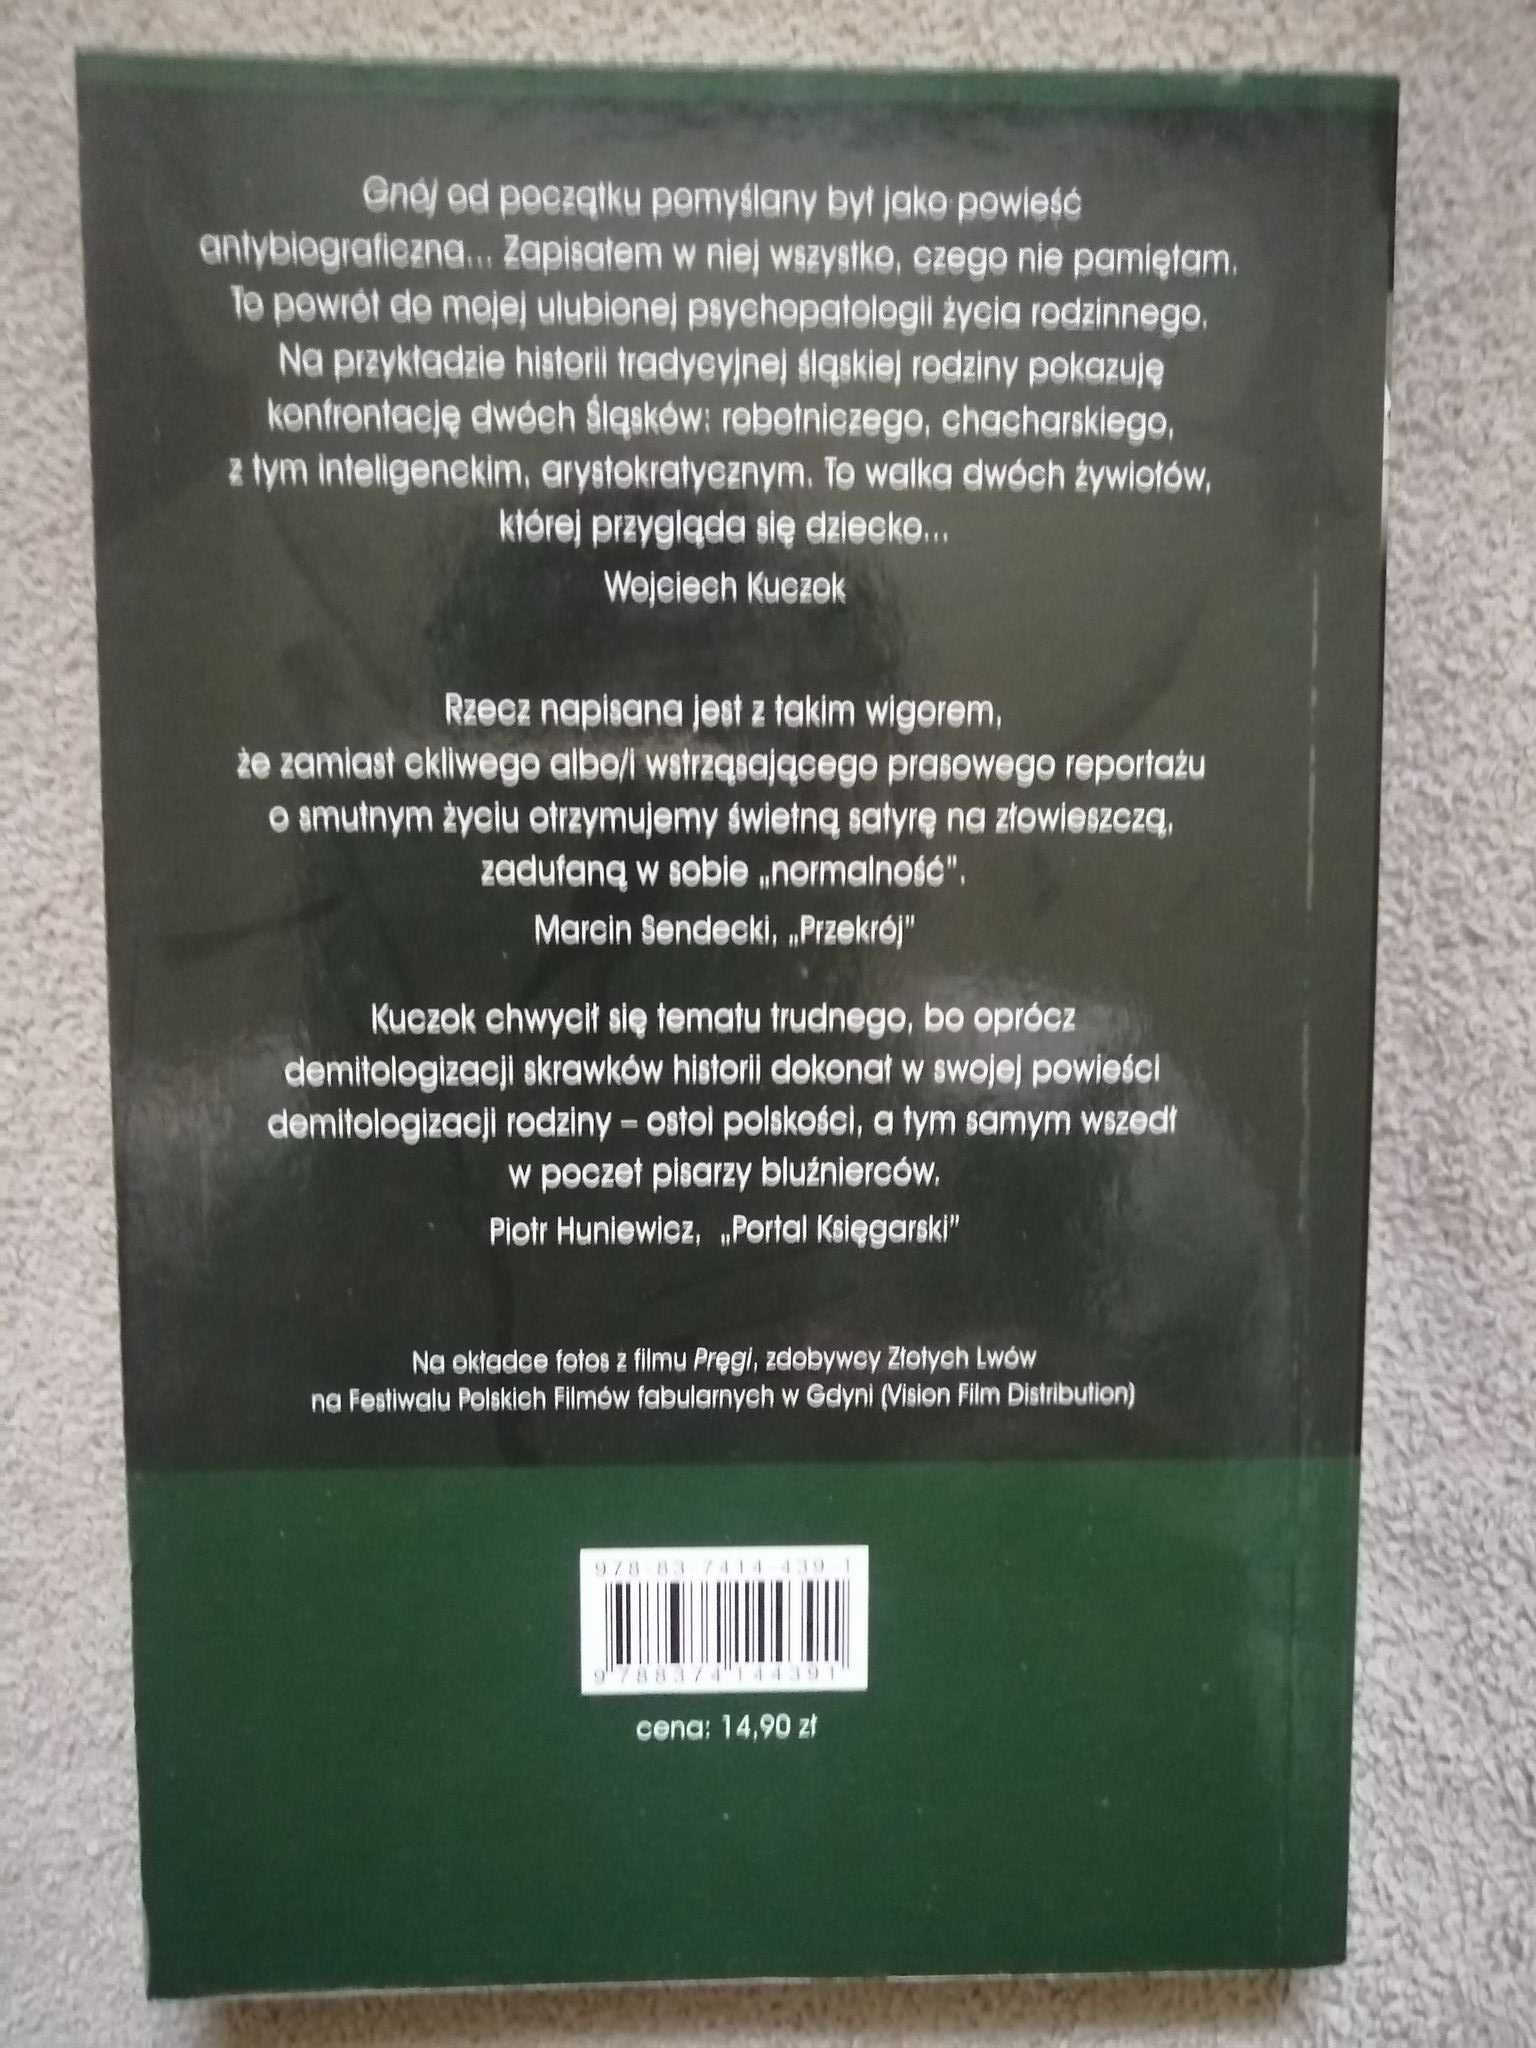 Gnój od początku pomyślany był jako powieść
antybiograficzna... Zapisałem w niej wszystko, czego nie pamiętam.
To powrót do mojej ulubionej psychopatologii życia rodzinnego.
Na przykładzie historii tradycyjnej śląskiej rodziny pokazuję
konfrontację dwóch Śląsków: robotniczego, chacharskiego,
z tym inteligenckim, arystokratycznym. To walka dwóch żywiołów,
której przygląda się dziecko...
Wojciech Kuczok
Rzecz napisana jest z takim wigorem,
że zamiast ckliwego albo/i wstrząsającego prasowego reportażu
o smutnym życiu otrzymujemy świetną satyrę na złowieszczą,
zadufaną w sobie „normalność”.
Marcin Sendecki, „Przekrój”
Kuczok chwycił się tematu trudnego, bo oprócz
demitologizacji skrawków historii dokonał w swojej powieści
demitologizacji rodziny – ostoi polskości, a tym samym wszedł
w poczet pisarzy bluźnierców.
Piotr Huniewicz, „Portal Księgarski”
Na okładce fotos z filmu Pręgi, zdobywcy Złotych Lwów
na Festiwalu Polskich Filmów fabularnych w Gdyni (Vision Film Distribution)
978-83-7414-439-1
9788374144391
cena: 14,90 zł